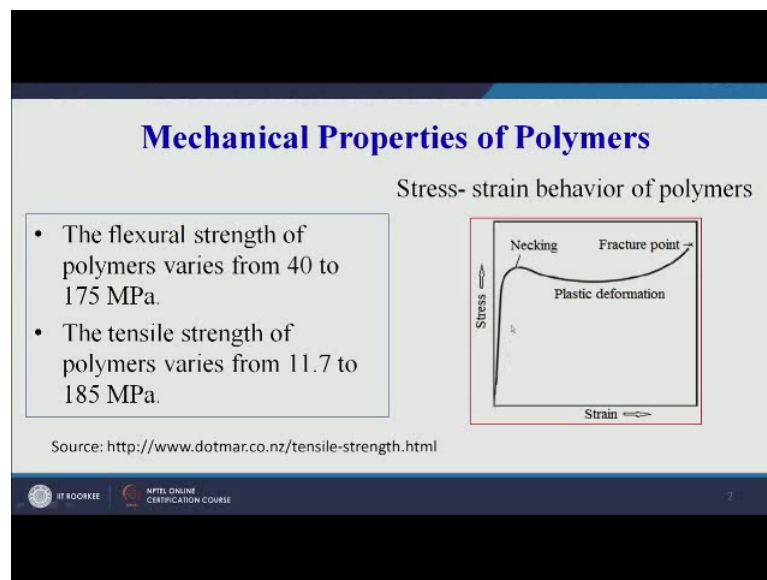 Mechanical Properties of Polymers
Stress- strain behavior of polymers
• The flexural strength of
polymers varies from 40 to
175 MPa.
• The tensile strength of
polymers varies from 11.7 to
185 MPa.
Necking
Fracture point
Plastic deformation
Stress
Strain
Source: http://www.dotmar.co.nz/tensile-strength.html
IIT ROORKEE
NPTEL ONLINE
CERTIFICATION COURSE
2